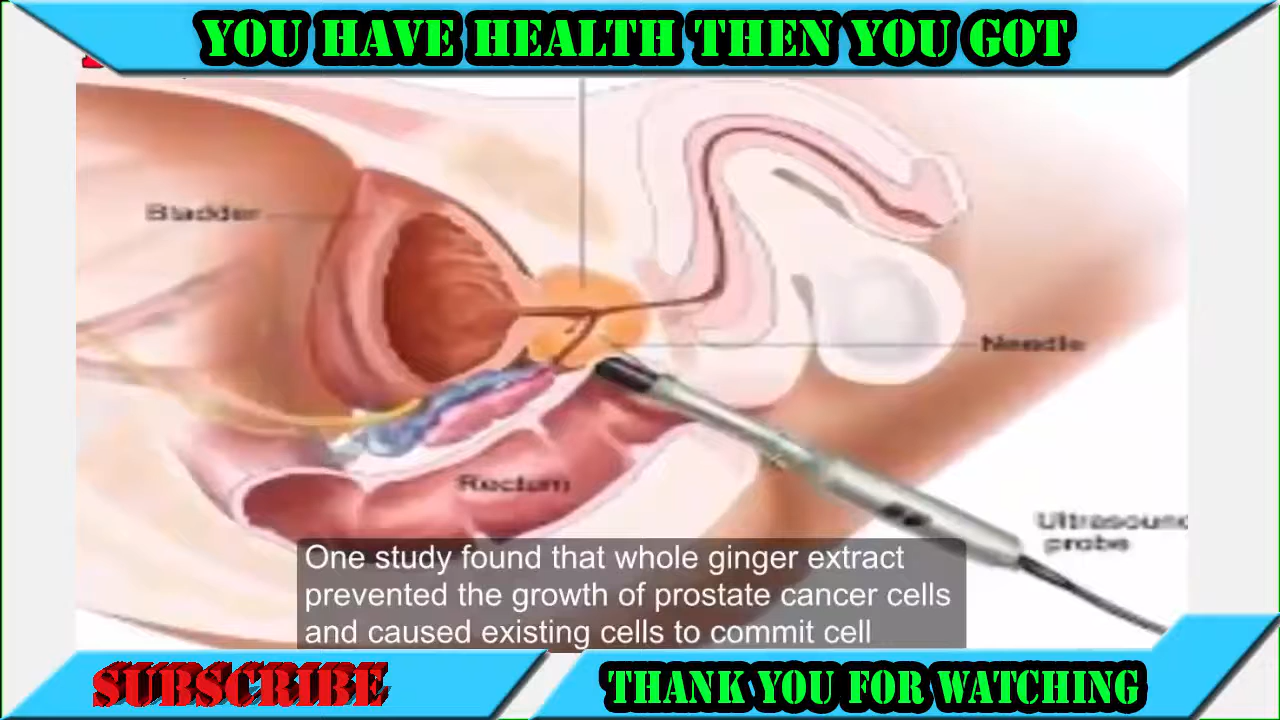 YOU HAVE HEALTH THEN YOU GOT
Bladder
Needle
Rectum
Ultrasound
probe
One study found that whole ginger extract
prevented the growth of prostate cancer cells
and caused existing cells to commit cell
SUBSCRIBE
THANK YOU FOR WATCHING